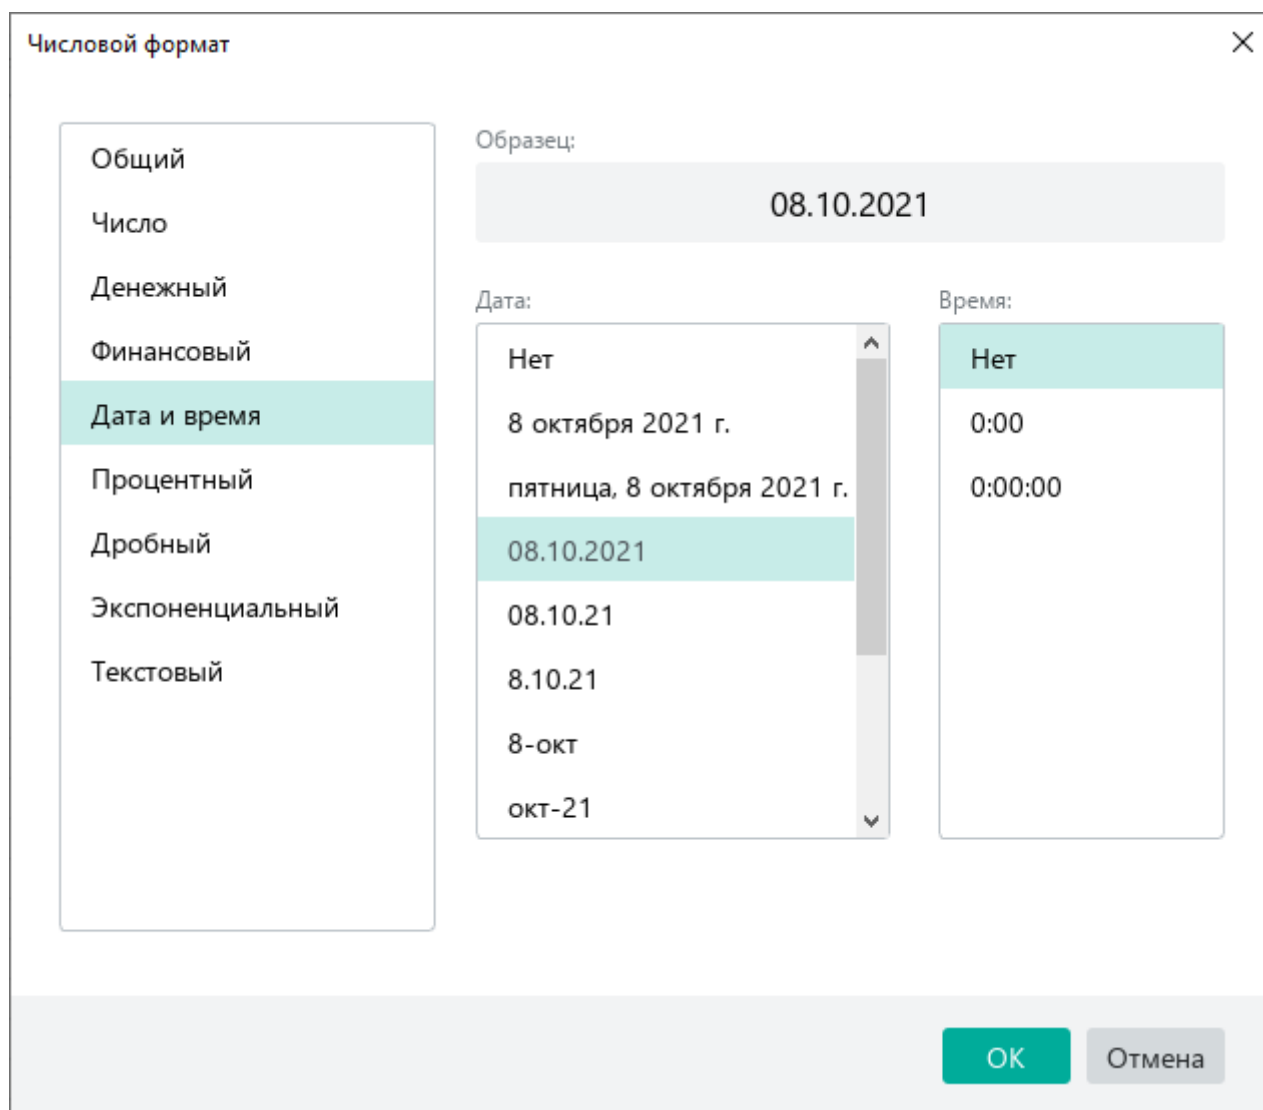 Числовой формат
Общий
Число
Денежный
Финансовый
Дата и время
Процентный
Дробный
Экспоненциальный
Текстовый
Образец:
08.10.2021
Дата:
Нет
8 октября 2021 г.
пятница, 8 октября 2021 г.
08.10.2021
08.10.21
8.10.21
8-окт
окт-21
Время:
Нет
0:00
0:00:00
OK
Отмена